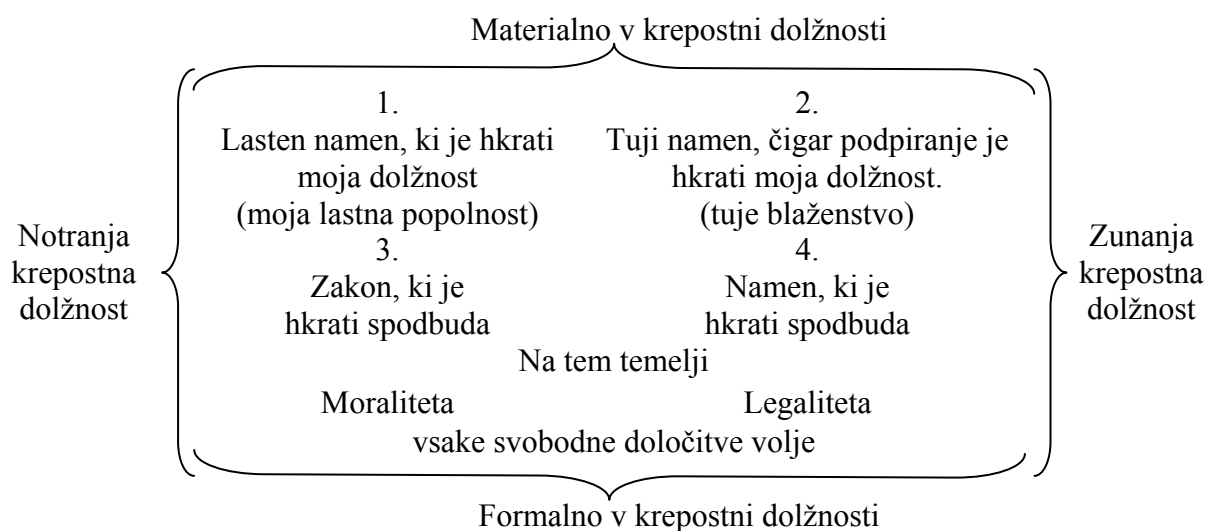 Materialno v krepostni dolžnosti
1.
Lasten namen, ki je hkrati
moja dolžnost
(moja lastna popolnost)
2.
Tuji namen, čigar podpiranje je
hkrati moja dolžnost.
(tuje blaženstvo)
Notranja
krepostna
dolžnost
Zunanja
krepostna
dolžnost
3.
Zakon, ki je
hkrati spodbuda
4.
Namen, ki je
hkrati spodbuda
Na tem temelji
Moraliteta
Legaliteta
vsake svobodne določitve volje
Formalno v krepostni dolžnosti